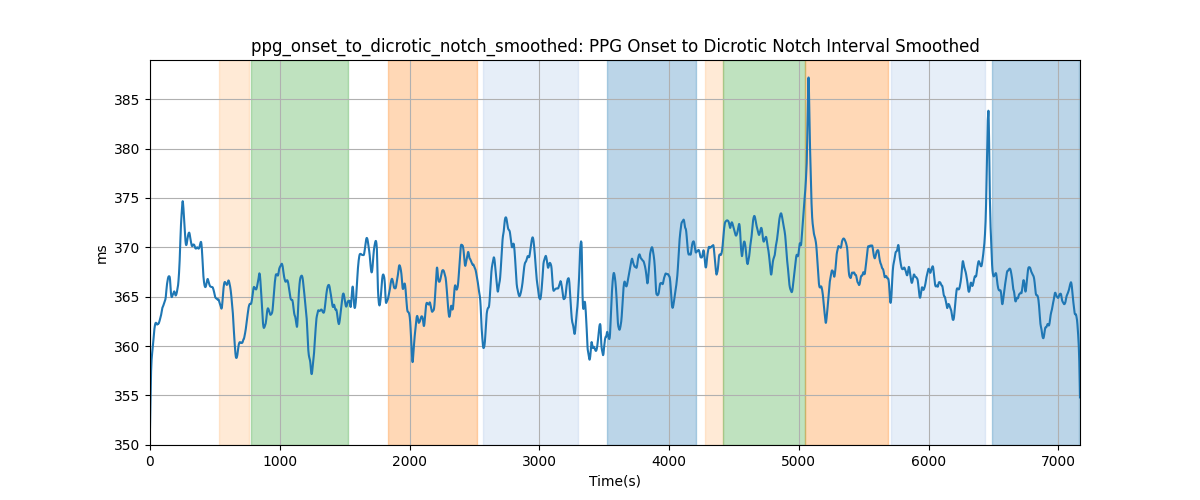 ppg_onset_to_dicrotic_notch_smoothed: PPG Onset to Dicrotic Notch Interval Smoothed
385
380
375
370
365
360
355
350
ms
0 1000 2000 3000 4000 5000 6000 7000
Time(s)